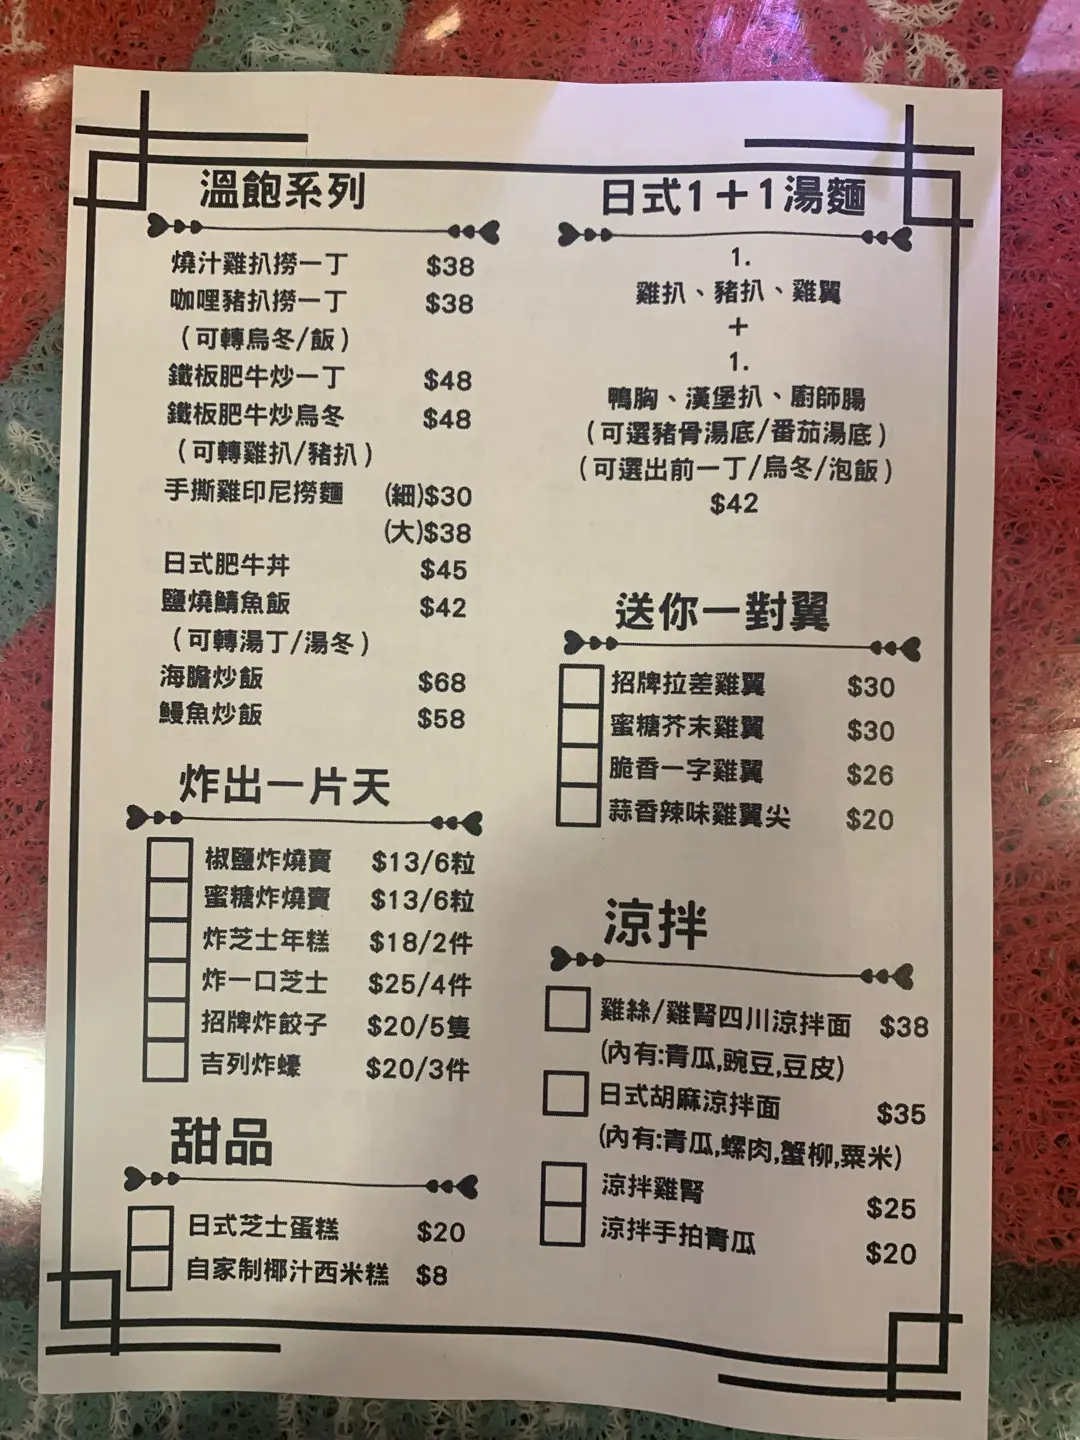 溫飽系列
燒汁雞扒撈一丁 $38
咖哩豬扒撈一丁 $38
(可轉烏冬/飯)
鐵板肥牛炒一丁 $48
鐵板肥牛炒烏冬 $48
(可轉雞扒/豬扒)
手撕雞印尼撈麵 (細)$30
(大)$38
日式肥牛丼 $45
鹽燒鯖魚飯 $42
(可轉湯丁/湯冬)
海膽炒飯 $68
鰻魚炒飯 $58
炸出一片天
椒鹽炸燒賣 $13/6粒
蜜糖炸燒賣 $13/6粒
炸芝士年糕 $18/2件
炸一口芝士 $25/4件
招牌炸餃子 $20/5隻
吉列炸蠔 $20/3件
甜品
日式芝士蛋糕 $20
自家制椰汁西米糕 $8
日式1+1湯麵
1.
雞扒、豬扒、雞翼
+
1.
鴨胸、漢堡扒、廚師腸
(可選豬骨湯底/番茄湯底)
(可選出前一丁/烏冬/泡飯)
$42
送你一對翼
招牌拉差雞翼 $30
蜜糖芥末雞翼 $30
脆香一字雞翼 $26
蒜香辣味雞翼尖 $20
涼拌
雞絲/雞腎四川涼拌面 $38
(內有:青瓜,豌豆,豆皮)
日式胡麻涼拌面 $35
(內有:青瓜,螺肉,蟹柳,粟米)
涼拌雞腎 $25
涼拌手拍青瓜 $20